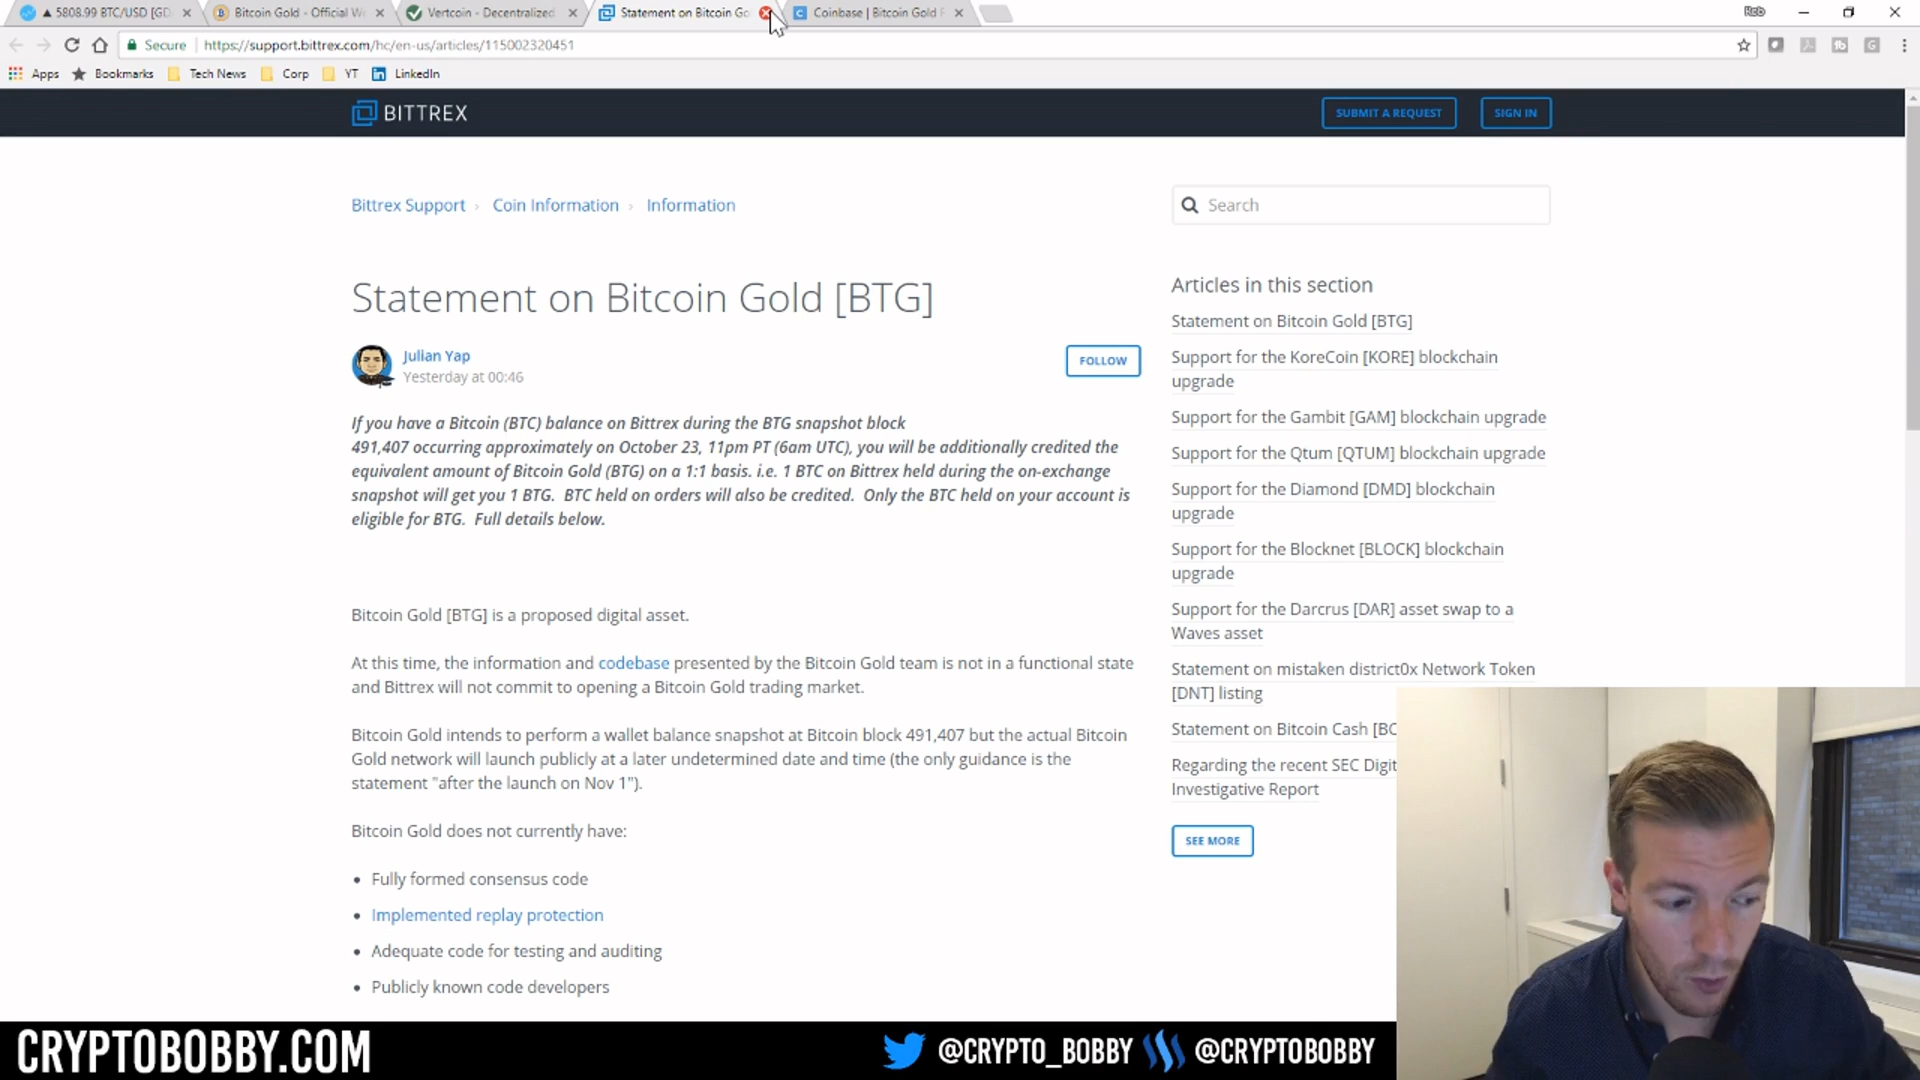 ▲ 5808.99 BTC/USD [GD
Bitcoin Gold - Official W
Vertcoin - Decentralized
Statement on Bitcoin Go
Coinbase | Bitcoin Gold F
Rob
Secure
https://support.bittrex.com/hc/en-us/articles/115002320451
Apps
Bookmarks
Tech News
Corp
YT
LinkedIn
BITTREX
SUBMIT A REQUEST
SIGN IN
Bittrex Support › Coin Information › Information
Search
Statement on Bitcoin Gold [BTG]
Julian Yap
Yesterday at 00:46
FOLLOW
If you have a Bitcoin (BTC) balance on Bittrex during the BTG snapshot block
491,407 occurring approximately on October 23, 11pm PT (6am UTC), you will be additionally credited the
equivalent amount of Bitcoin Gold (BTG) on a 1:1 basis. i.e. 1 BTC on Bittrex held during the on-exchange
snapshot will get you 1 BTG.  BTC held on orders will also be credited.  Only the BTC held on your account is
eligible for BTG.  Full details below.
Bitcoin Gold [BTG] is a proposed digital asset.
At this time, the information and codebase presented by the Bitcoin Gold team is not in a functional state
and Bittrex will not commit to opening a Bitcoin Gold trading market.
Bitcoin Gold intends to perform a wallet balance snapshot at Bitcoin block 491,407 but the actual Bitcoin
Gold network will launch publicly at a later undetermined date and time (the only guidance is the
statement "after the launch on Nov 1").
Bitcoin Gold does not currently have:
• Fully formed consensus code
• Implemented replay protection
• Adequate code for testing and auditing
• Publicly known code developers
Articles in this section
Statement on Bitcoin Gold [BTG]
Support for the KoreCoin [KORE] blockchain
upgrade
Support for the Gambit [GAM] blockchain upgrade
Support for the Qtum [QTUM] blockchain upgrade
Support for the Diamond [DMD] blockchain
upgrade
Support for the Blocknet [BLOCK] blockchain
upgrade
Support for the Darcrus [DAR] asset swap to a
Waves asset
Statement on mistaken district0x Network Token
[DNT] listing
Statement on Bitcoin Cash [BC
Regarding the recent SEC Digit
Investigative Report
SEE MORE
CRYPTOBOBBY.COM
@CRYPTO_BOBBY
@CRYPTOBOBBY